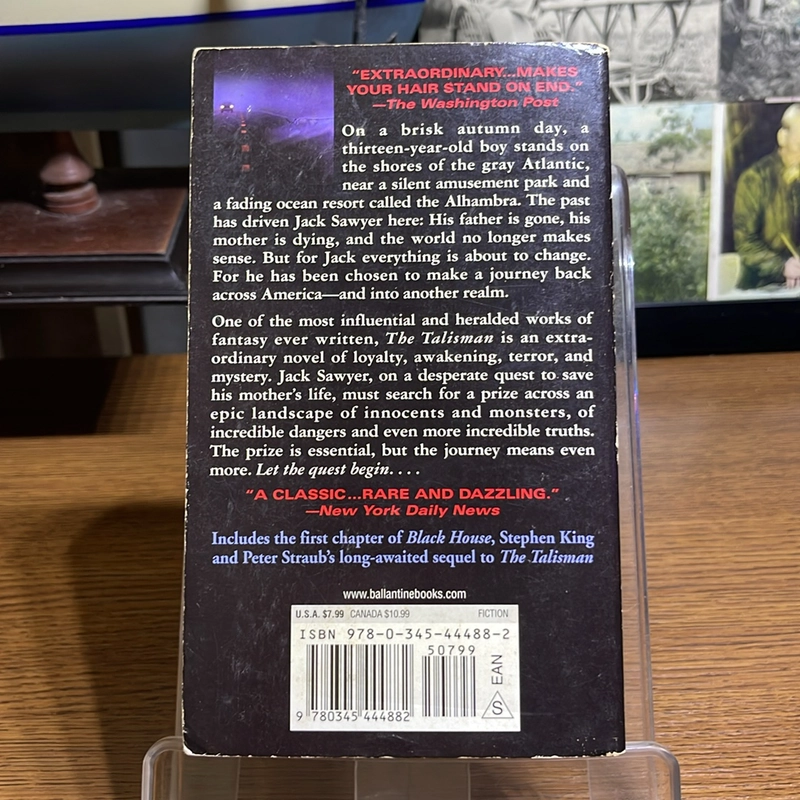 "EXTRAORDINARY...MAKES
YOUR HAIR STAND ON END."
—The Washington Post
On a brisk autumn day, a
thirteen-year-old boy stands on
the shores of the gray Atlantic,
near a silent amusement park and
a fading ocean resort called the Alhambra. The past
has driven Jack Sawyer here: His father is gone, his
mother is dying, and the world no longer makes
sense. But for Jack everything is about to change.
For he has been chosen to make a journey back
across America—and into another realm.
One of the most influential and heralded works of
fantasy ever written, The Talisman is an extra-
ordinary novel of loyalty, awakening, terror, and
mystery. Jack Sawyer, on a desperate quest to save
his mother's life, must search for a prize across an
epic landscape of innocents and monsters, of
incredible dangers and even more incredible truths.
The prize is essential, but the journey means even
more. Let the quest begin. . . .
"A CLASSIC...RARE AND DAZZLING."
—New York Daily News
Includes the first chapter of Black House, Stephen King
and Peter Straub's long-awaited sequel to The Talisman
www.ballantinebooks.com
U.S.A. $7.99 CANADA $10.99 FICTION
ISBN 978-0-345-44488-2
50799
9 780345 444882
S EAN